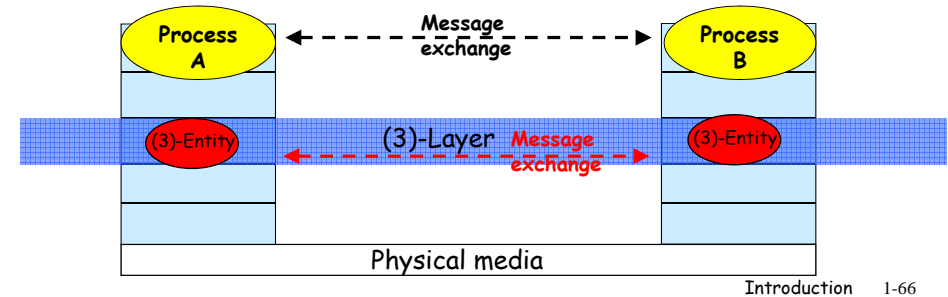 Process
A
Message
exchange
Process
B
(3)-Entity
(3)-Layer
Message
exchange
(3)-Entity
Physical media
Introduction 1-66